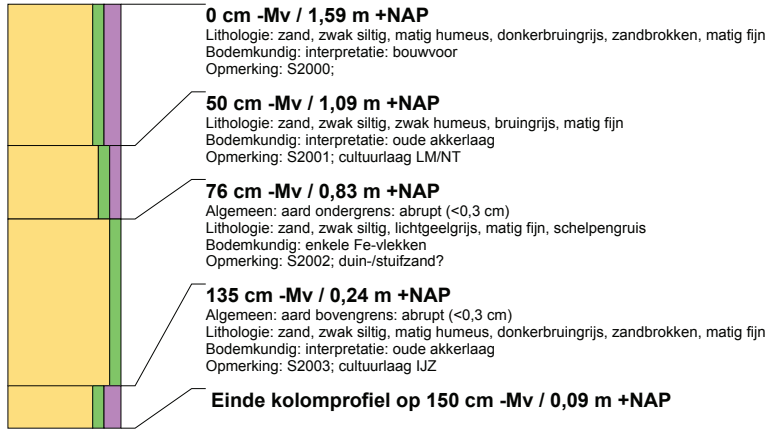 0 cm -Mv / 1,59 m +NAP
Lithologie: zand, zwak siltig, matig humeus, donkerbruingrijs, zandbrokken, matig fijn
Bodemkundig: interpretatie: bouwvoor
Opmerking: S2000;
50 cm -Mv / 1,09 m +NAP
Lithologie: zand, zwak siltig, zwak humeus, bruingrijs, matig fijn
Bodemkundig: interpretatie: oude akkerlaag
Opmerking: S2001; cultuurlaag LM/NT
76 cm -Mv / 0,83 m +NAP
Algemeen: aard ondergrens: abrupt (<0,3 cm)
Lithologie: zand, zwak siltig, lichtgeelgrijs, matig fijn, schelpengruis
Bodemkundig: enkele Fe-vlekken
Opmerking: S2002; duin-/stuifzand?
135 cm -Mv / 0,24 m +NAP
Algemeen: aard bovengrens: abrupt (<0,3 cm)
Lithologie: zand, zwak siltig, matig humeus, donkerbruingrijs, zandbrokken, matig fijn
Bodemkundig: interpretatie: oude akkerlaag
Opmerking: S2003; cultuurlaag IJZ
Einde kolomprofiel op 150 cm -Mv / 0,09 m +NAP